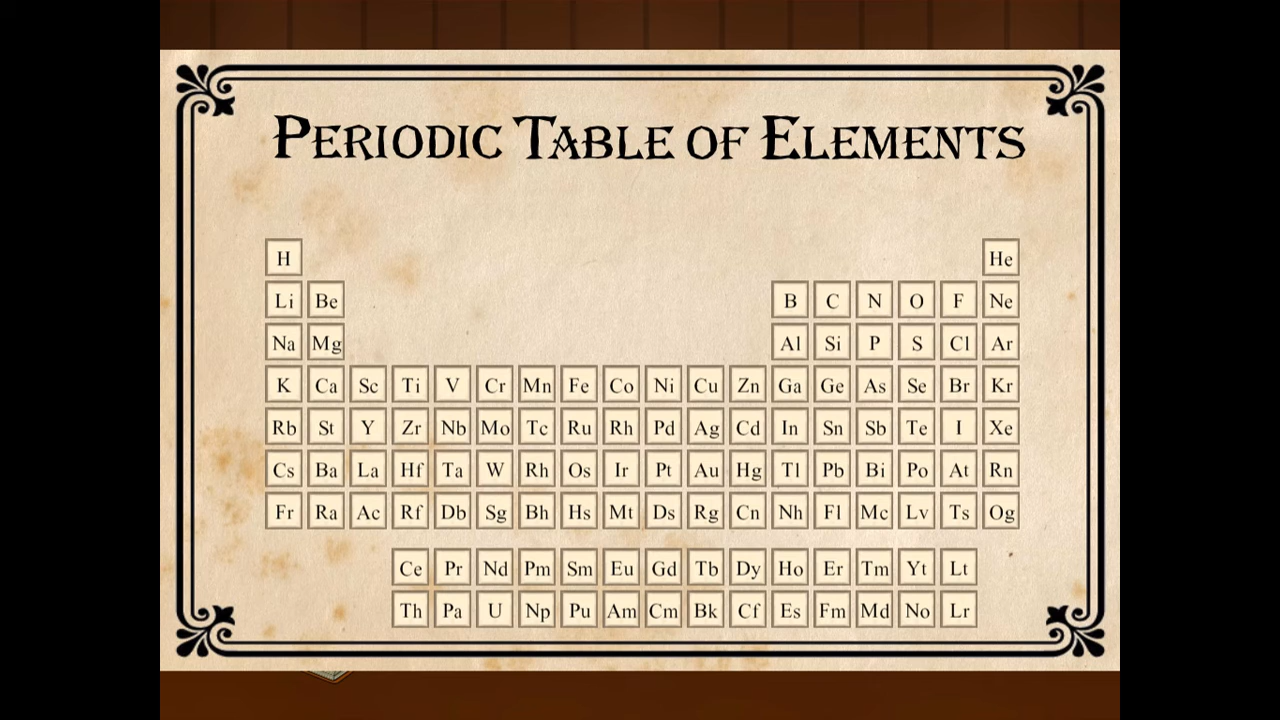 PERIODIC TABLE OF ELEMENTS
H He
Li Be B C N O F Ne
Na Mg Al Si P S Cl Ar
K Ca Sc Ti V Cr Mn Fe Co Ni Cu Zn Ga Ge As Se Br Kr
Rb St Y Zr Nb Mo Tc Ru Rh Pd Ag Cd In Sn Sb Te I Xe
Cs Ba La Hf Ta W Rh Os Ir Pt Au Hg Tl Pb Bi Po At Rn
Fr Ra Ac Rf Db Sg Bh Hs Mt Ds Rg Cn Nh Fl Mc Lv Ts Og
Ce Pr Nd Pm Sm Eu Gd Tb Dy Ho Er Tm Yt Lt
Th Pa U Np Pu Am Cm Bk Cf Es Fm Md No Lr